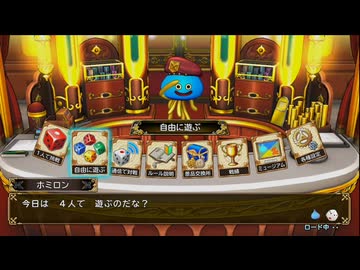 自由に遊ぶ
1人で挑戦
自由に遊ぶ
通信で対戦
ルール説明
景品交換所
戦績
ミュージアム
各種設定
ホミロン
今日は 4人で 遊ぶのだな?
ロード中‥